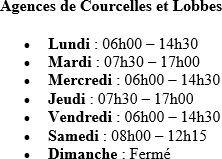 Agences de Courcelles et Lobbes
• Lundi : 06h00 – 14h30
• Mardi : 07h30 – 17h00
• Mercredi : 06h00 – 14h30
• Jeudi : 07h30 – 17h00
• Vendredi : 06h00 – 14h30
• Samedi : 08h00 – 12h15
• Dimanche : Fermé